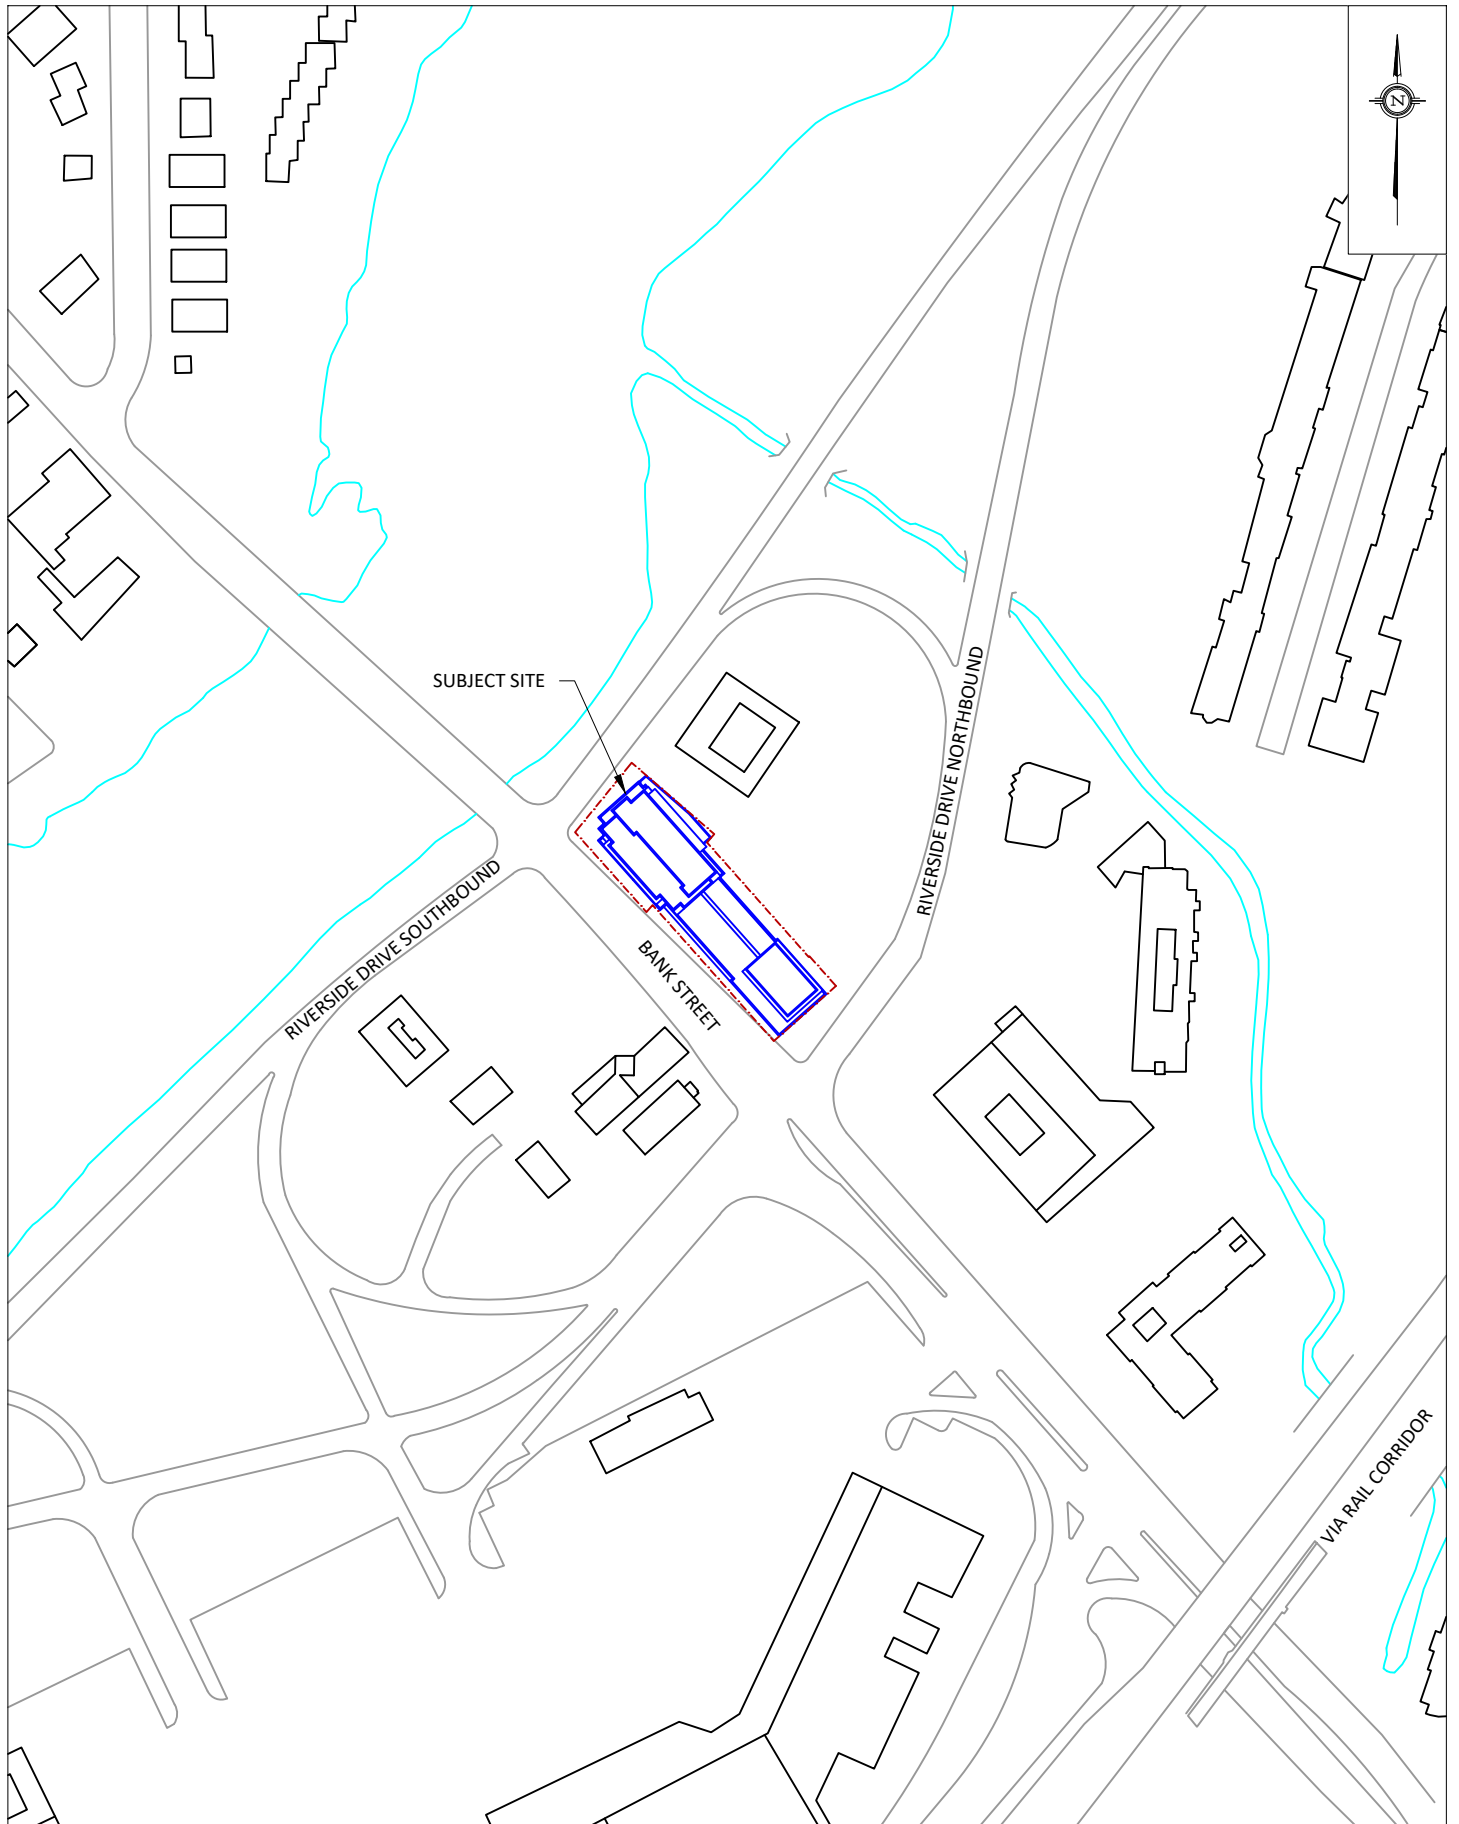 N
SUBJECT SITE
RIVERSIDE DRIVE NORTHBOUND
RIVERSIDE DRIVE SOUTHBOUND
BANK STREET
VIA RAIL CORRIDOR